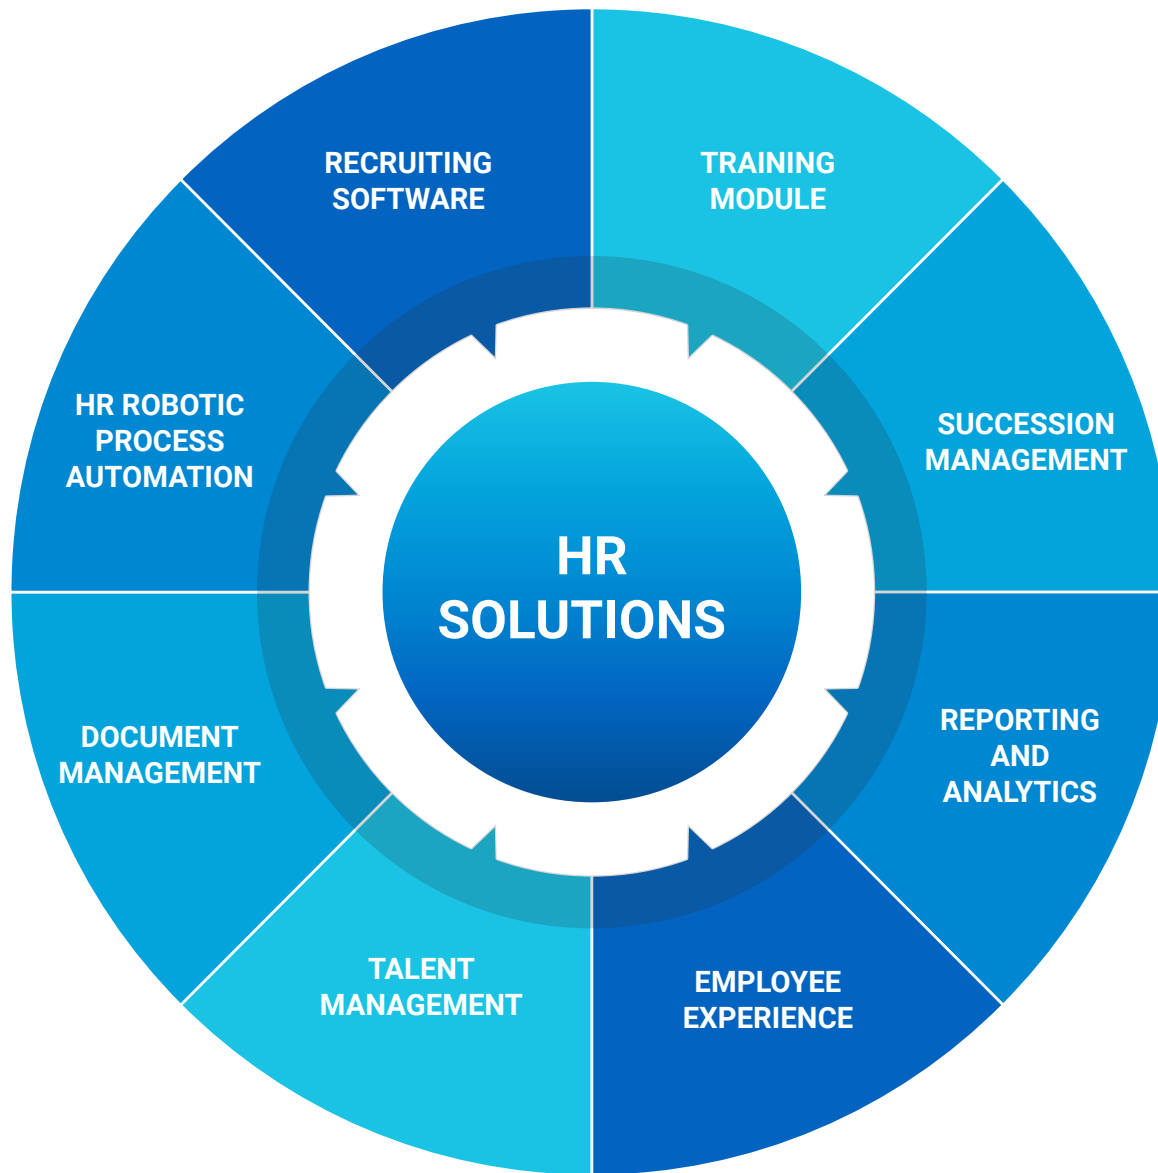 RECRUITING
SOFTWARE
TRAINING
MODULE
HR ROBOTIC
PROCESS
AUTOMATION
SUCCESSION
MANAGEMENT
HR
SOLUTIONS
DOCUMENT
MANAGEMENT
REPORTING
AND
ANALYTICS
TALENT
MANAGEMENT
EMPLOYEE
EXPERIENCE